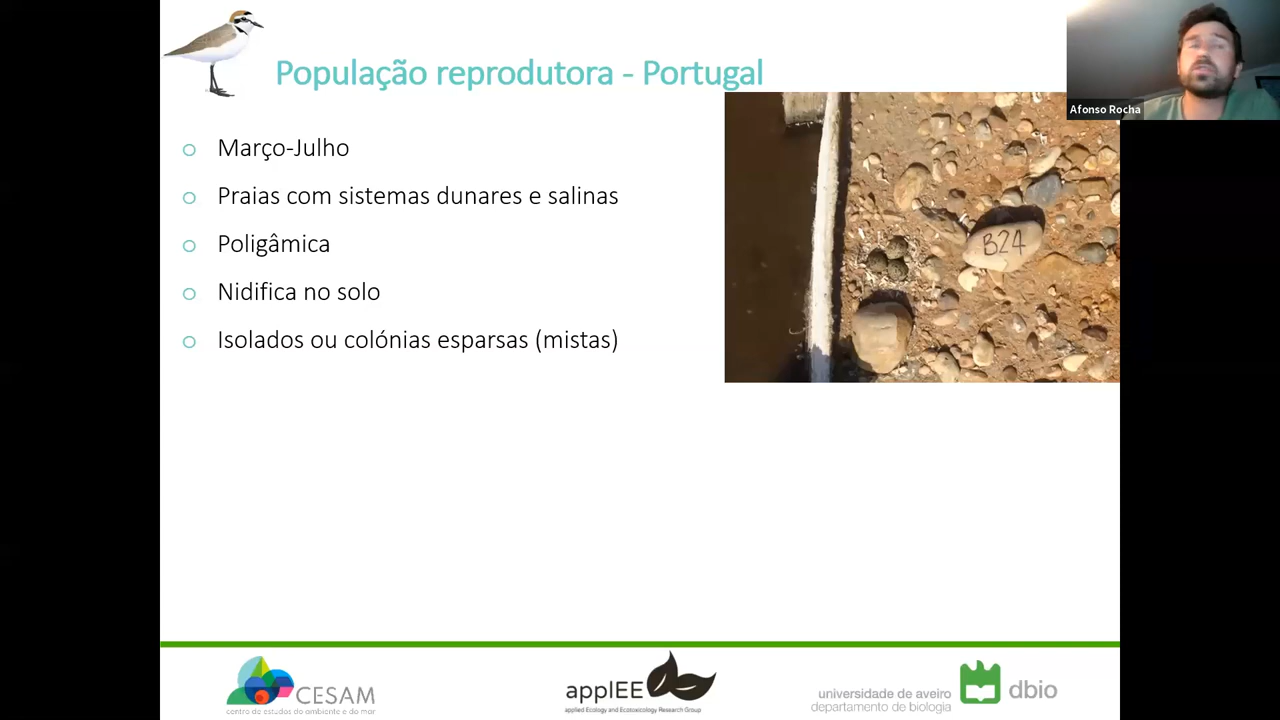 População reprodutora - Portugal
Afonso Rocha
Março-Julho
Praias com sistemas dunares e salinas
Poligâmica
Nidifica no solo
Isolados ou colónias esparsas (mistas)
B24
CESAM
centro de estudos do ambiente e do mar
applEE
applied Ecology and Ecotoxicology Research Group
universidade de aveiro
departamento de biologia
dbio